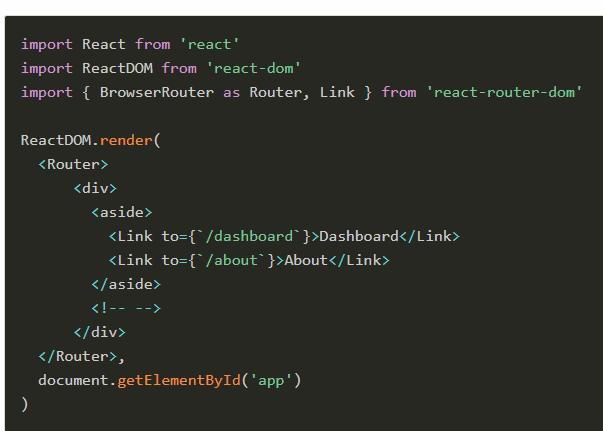 import React from 'react'
import ReactDOM from 'react-dom'
import { BrowserRouter as Router, Link } from 'react-router-dom'

ReactDOM.render(
  <Router>
      <div>
        <aside>
          <Link to={`/dashboard`}>Dashboard</Link>
          <Link to={`/about`}>About</Link>
        </aside>
        <!-- -->
      </div>
  </Router>,
  document.getElementById('app')
)